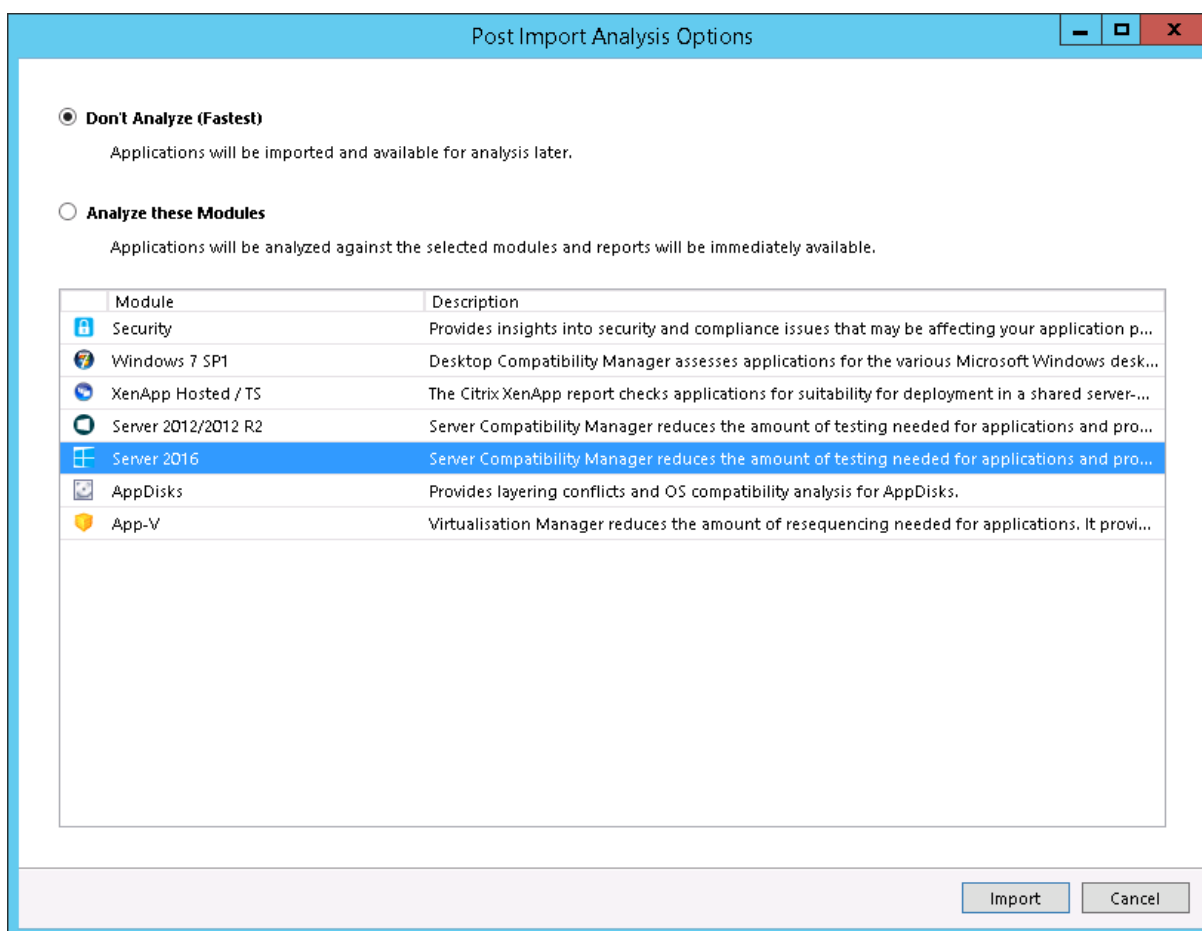 Post Import Analysis Options
Don't Analyze (Fastest)
Applications will be imported and available for analysis later.
Analyze these Modules
Applications will be analyzed against the selected modules and reports will be immediately available.
Module Description
Security Provides insights into security and compliance issues that may be affecting your application p...
Windows 7 SP1 Desktop Compatibility Manager assesses applications for the various Microsoft Windows desk...
XenApp Hosted / TS The Citrix XenApp report checks applications for suitability for deployment in a shared server-...
Server 2012/2012 R2 Server Compatibility Manager reduces the amount of testing needed for applications and pro...
Server 2016 Server Compatibility Manager reduces the amount of testing needed for applications and pro...
AppDisks Provides layering conflicts and OS compatibility analysis for AppDisks.
App-V Virtualisation Manager reduces the amount of resequencing needed for applications. It provi...
Import Cancel